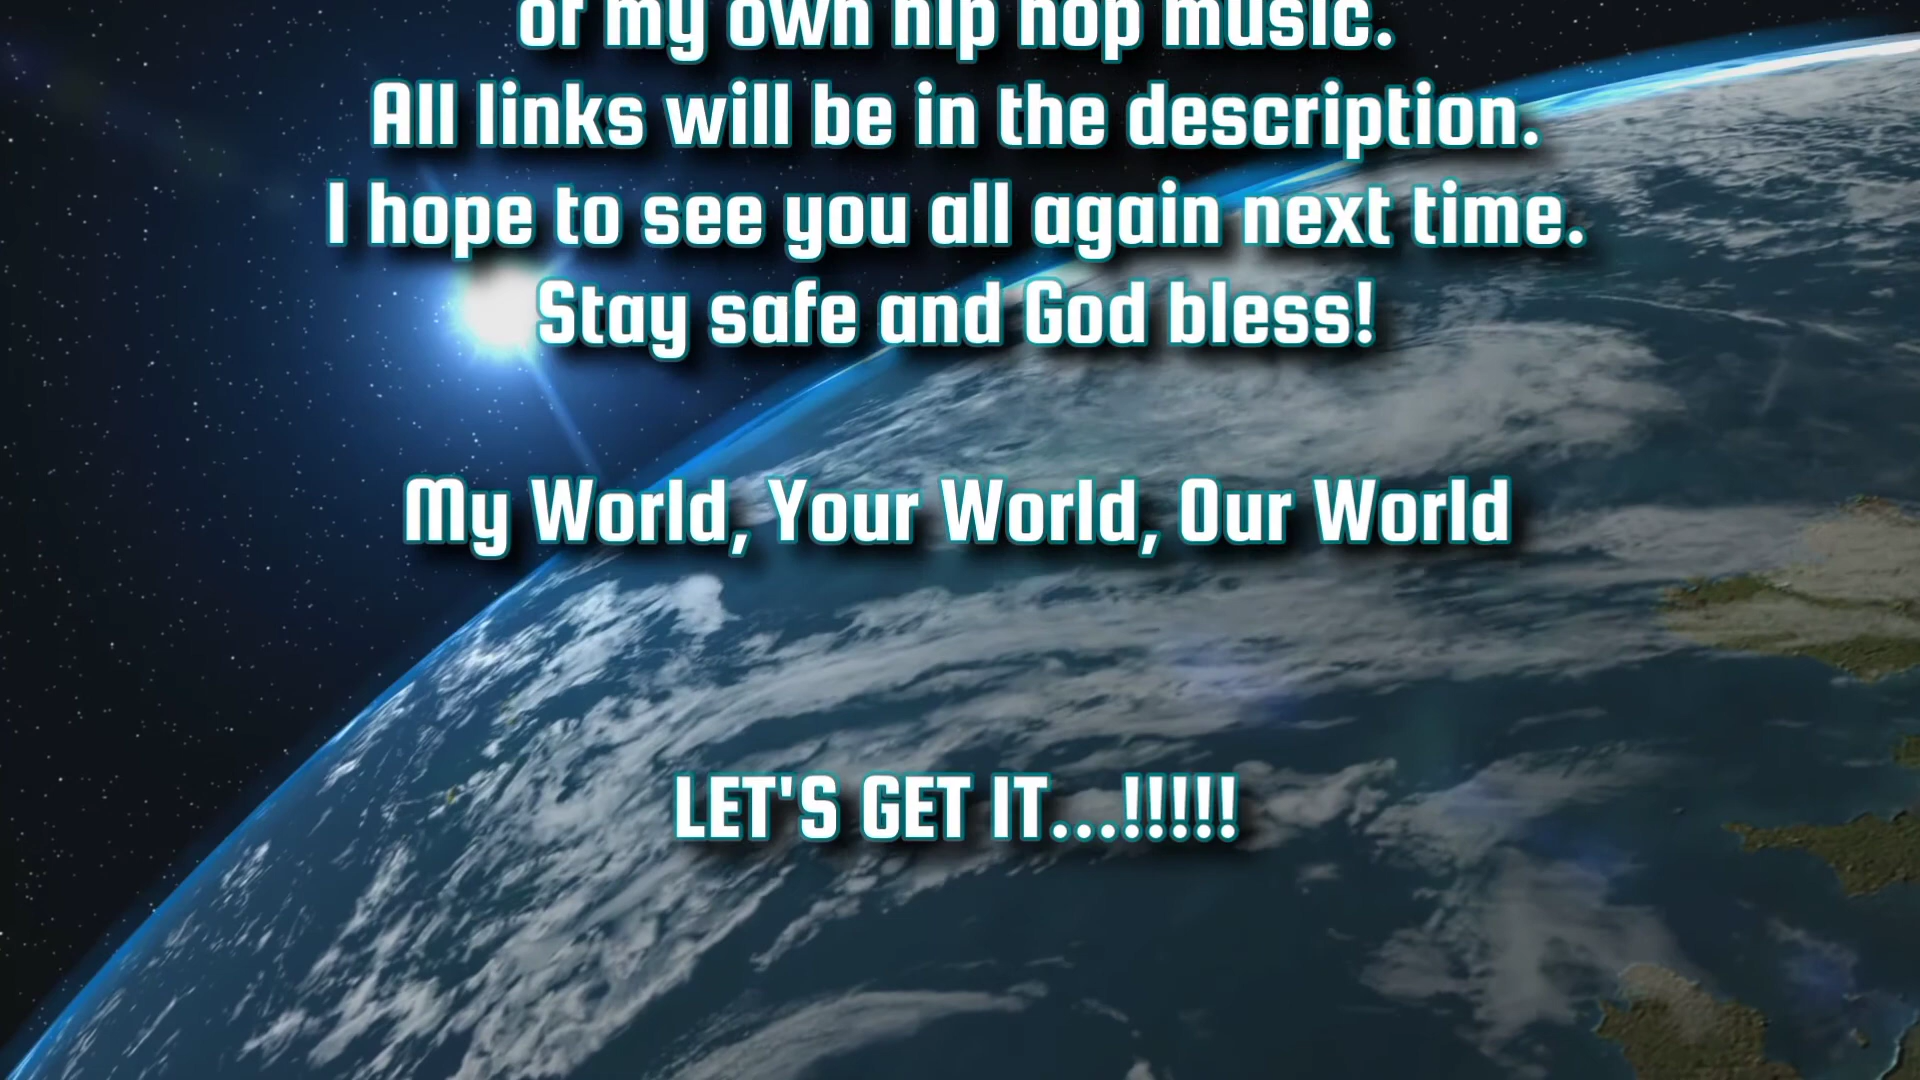 of my own hip hop music.
All links will be in the description.
I hope to see you all again next time.
Stay safe and God bless!
My World, Your World, Our World
LET'S GET IT...!!!!!